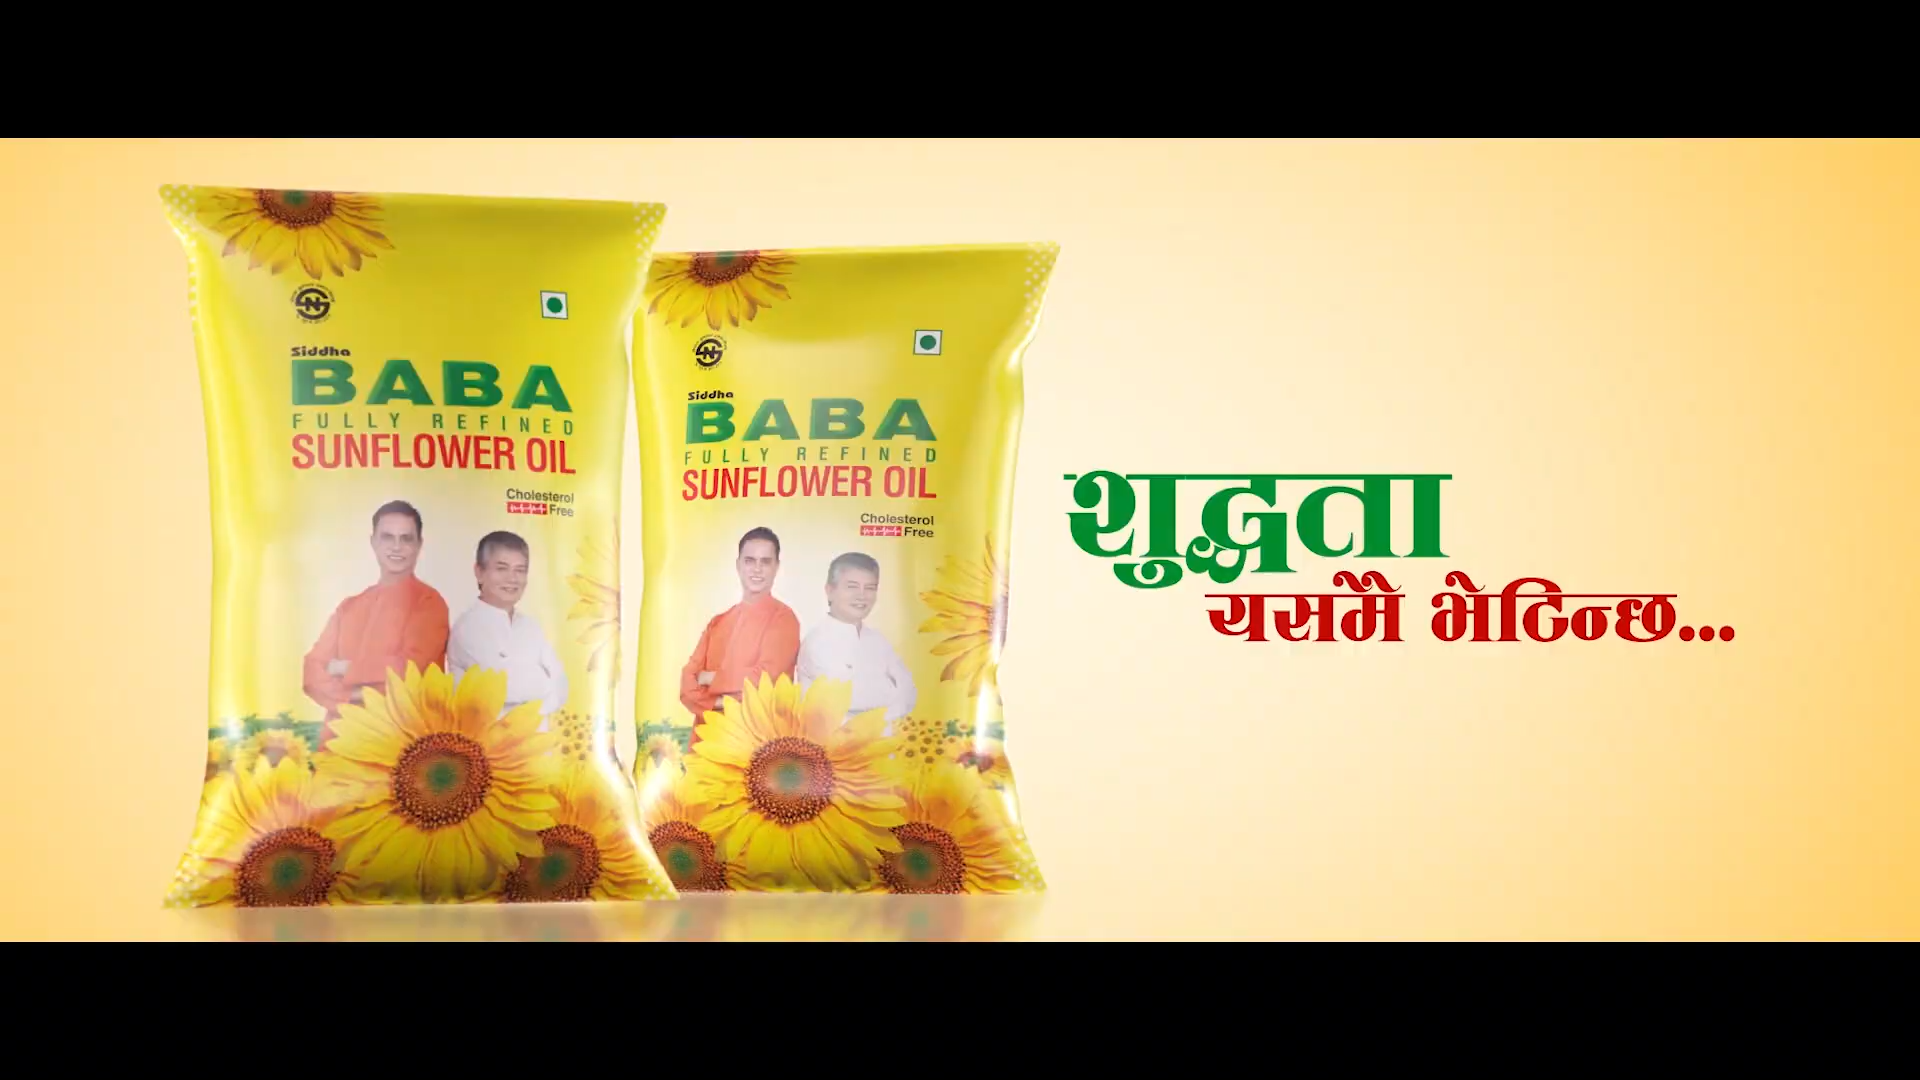 Siddha
BABA
FULLY REFINED
SUNFLOWER OIL
Cholesterol
Free
Siddha
BABA
FULLY REFINED
SUNFLOWER OIL
Cholesterol
Free
शुद्धता
यसमै भेटिन्छ...